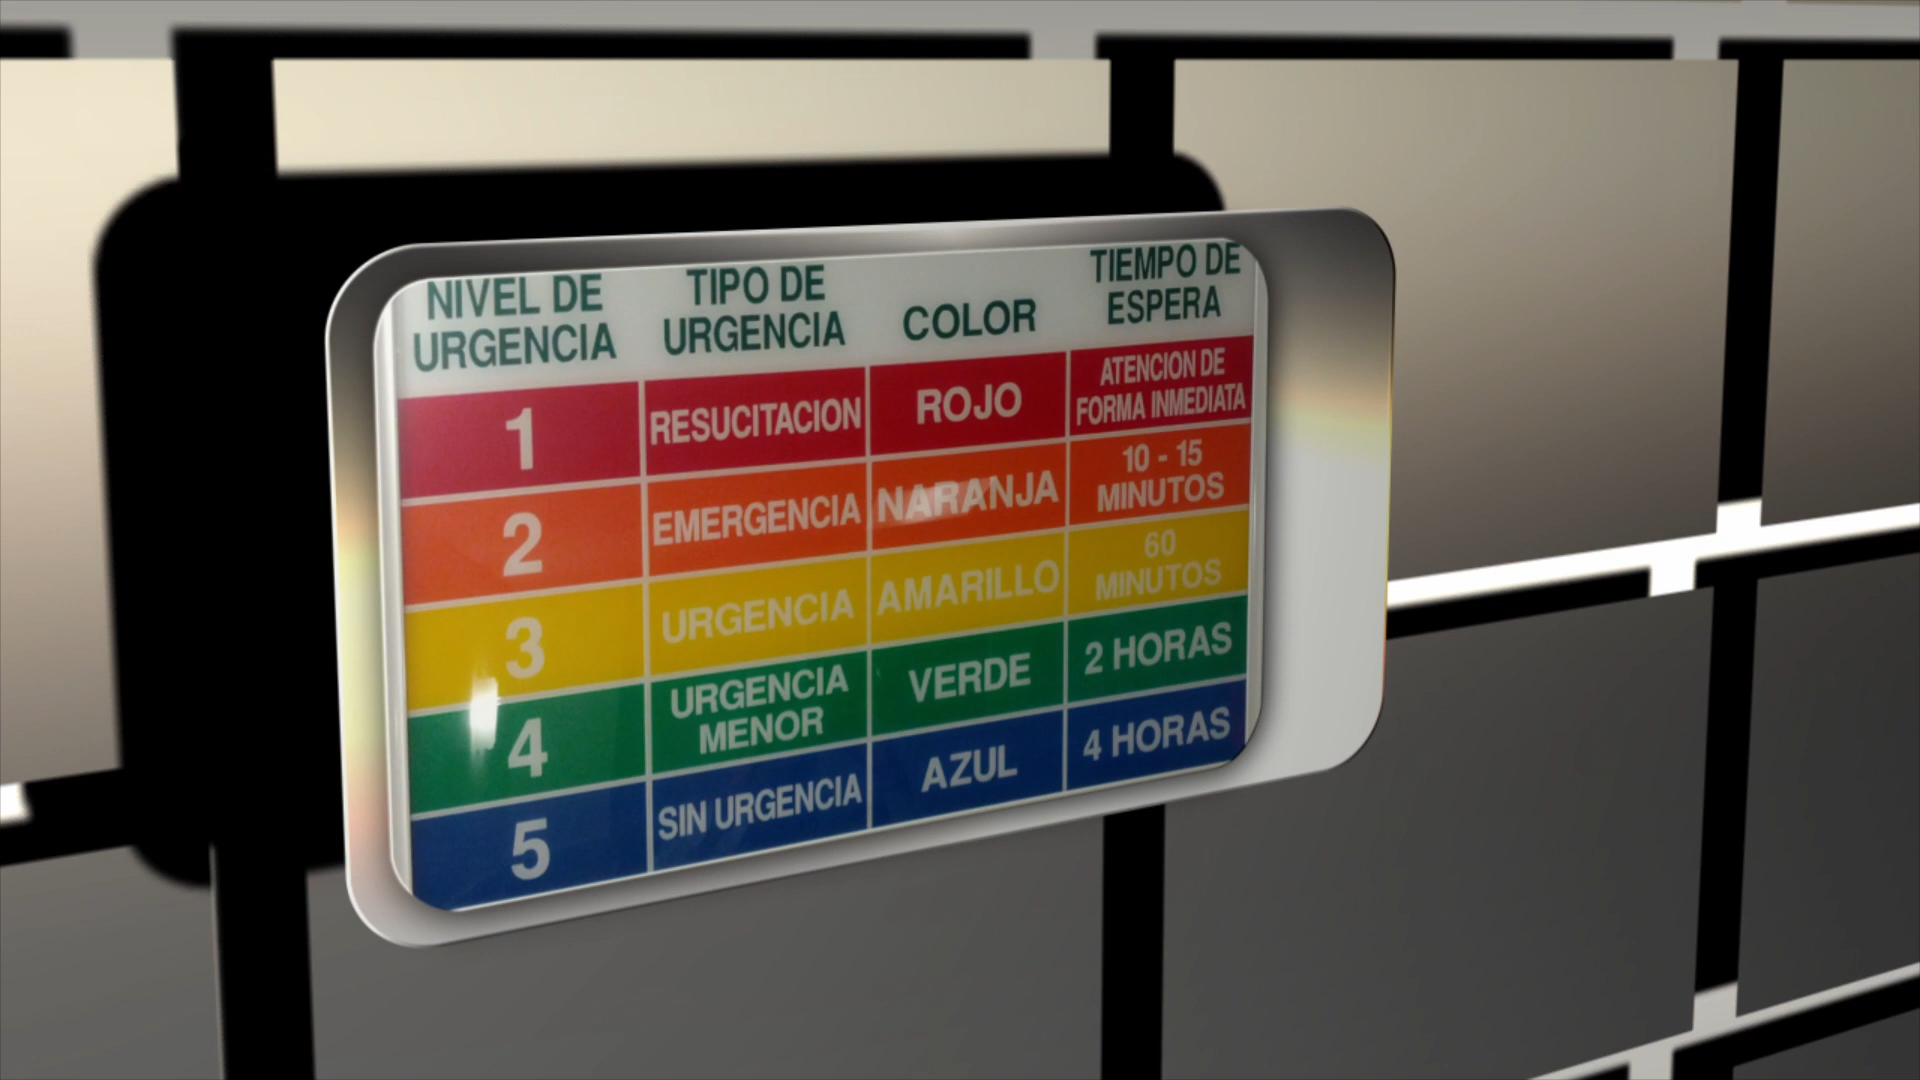 NIVEL DE
URGENCIA
TIPO DE
URGENCIA
COLOR
TIEMPO DE
ESPERA
1
RESUCITACION
ROJO
ATENCION DE
FORMA INMEDIATA
2
EMERGENCIA
NARANJA
10 - 15
MINUTOS
3
URGENCIA
AMARILLO
60
MINUTOS
4
URGENCIA
MENOR
VERDE
2 HORAS
5
SIN URGENCIA
AZUL
4 HORAS